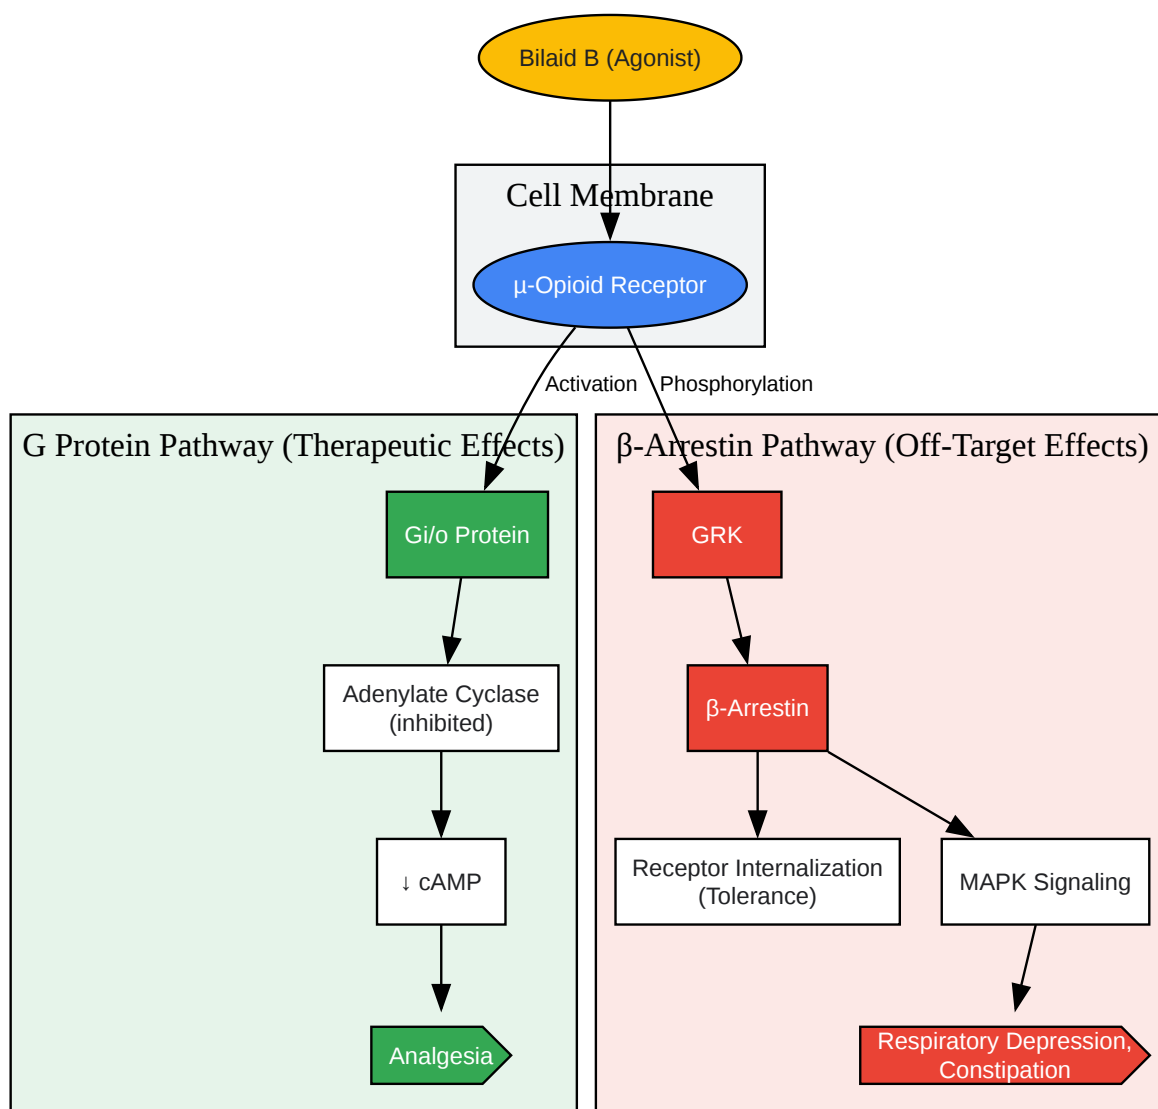 Bilaid B (Agonist)
Cell Membrane
µ-Opioid Receptor
Activation
Phosphorylation
G Protein Pathway (Therapeutic Effects)
β-Arrestin Pathway (Off-Target Effects)
Gi/o Protein
GRK
Adenylate Cyclase
(inhibited)
β-Arrestin
↓ cAMP
Receptor Internalization
(Tolerance)
MAPK Signaling
Analgesia
Respiratory Depression,
Constipation